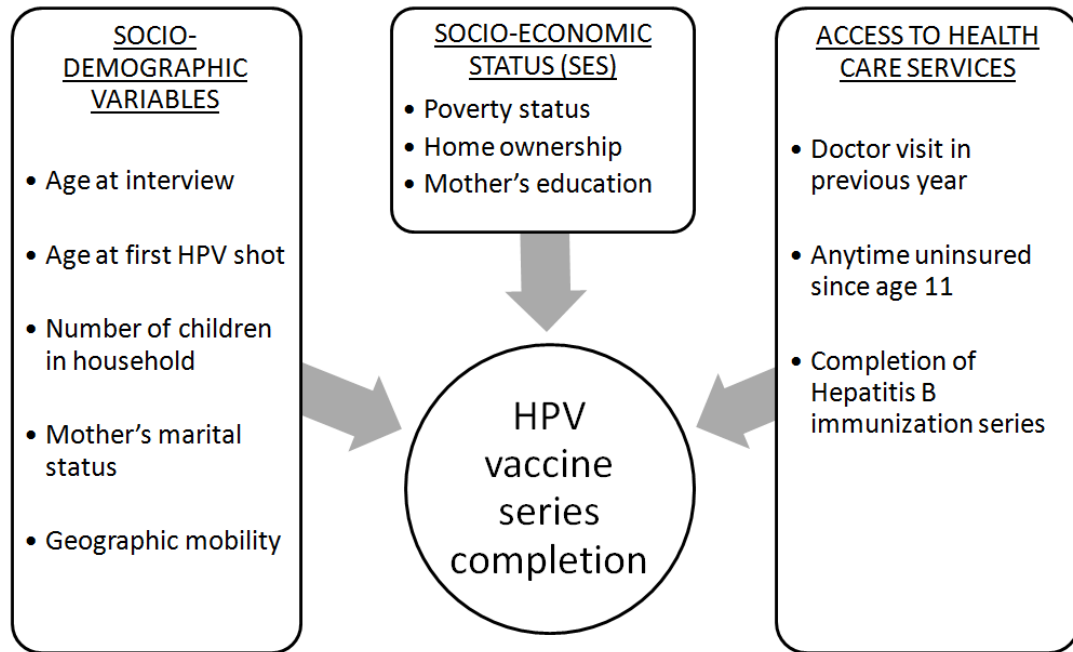 SOCIO-
DEMOGRAPHIC
VARIABLES
• Age at interview
• Age at first HPV shot
• Number of children
in household
• Mother’s marital
status
• Geographic mobility
SOCIO-ECONOMIC
STATUS (SES)
• Poverty status
• Home ownership
• Mother’s education
ACCESS TO HEALTH
CARE SERVICES
• Doctor visit in
previous year
• Anytime uninsured
since age 11
• Completion of
Hepatitis B
immunization series
HPV
vaccine
series
completion